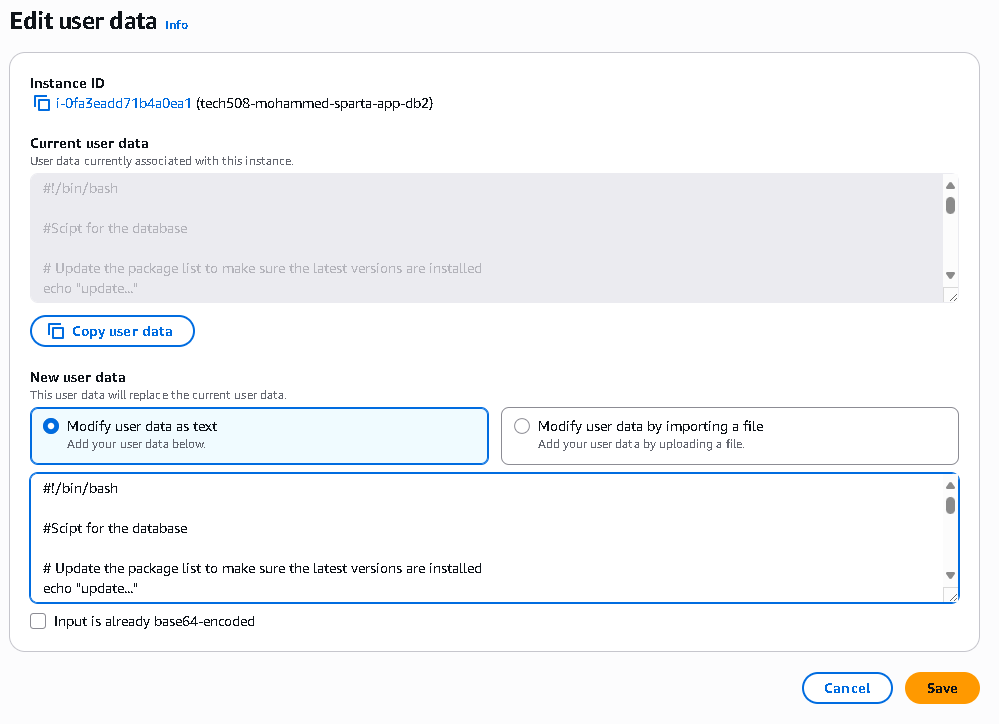 Edit user data Info
Instance ID
i-0fa3eadd71b4a0ea1 (tech508-mohammed-sparta-app-db2)
Current user data
User data currently associated with this instance.
#!/bin/bash
#Scipt for the database
# Update the package list to make sure the latest versions are installed
echo "update..."
Copy user data
New user data
This user data will replace the current user data.
Modify user data as text
Add your user data below.
Modify user data by importing a file
Add your user data by uploading a file.
#!/bin/bash
#Scipt for the database
# Update the package list to make sure the latest versions are installed
echo "update..."
Input is already base64-encoded
Cancel
Save